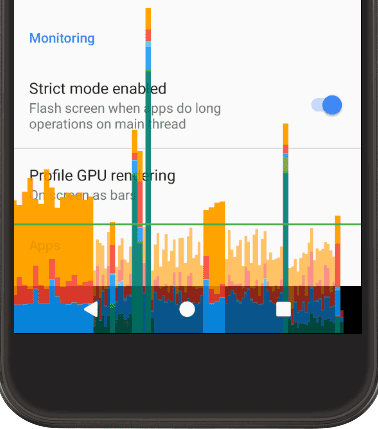 Monitoring
Strict mode enabled
Flash screen when apps do long
operations on main thread
Profile GPU rendering
On screen as bars
Apps